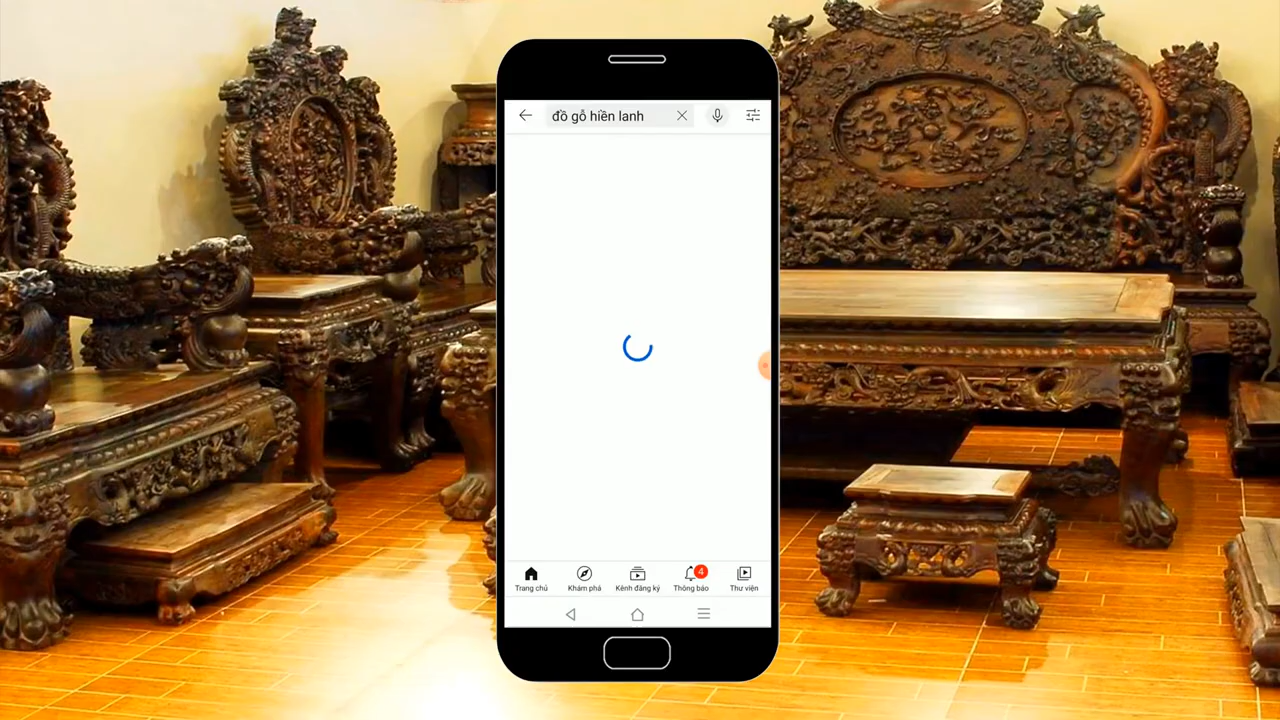 đồ gỗ hiền lanh
4
Trang chủ
Khám phá
Kênh đăng ký
Thông báo
Thư viện